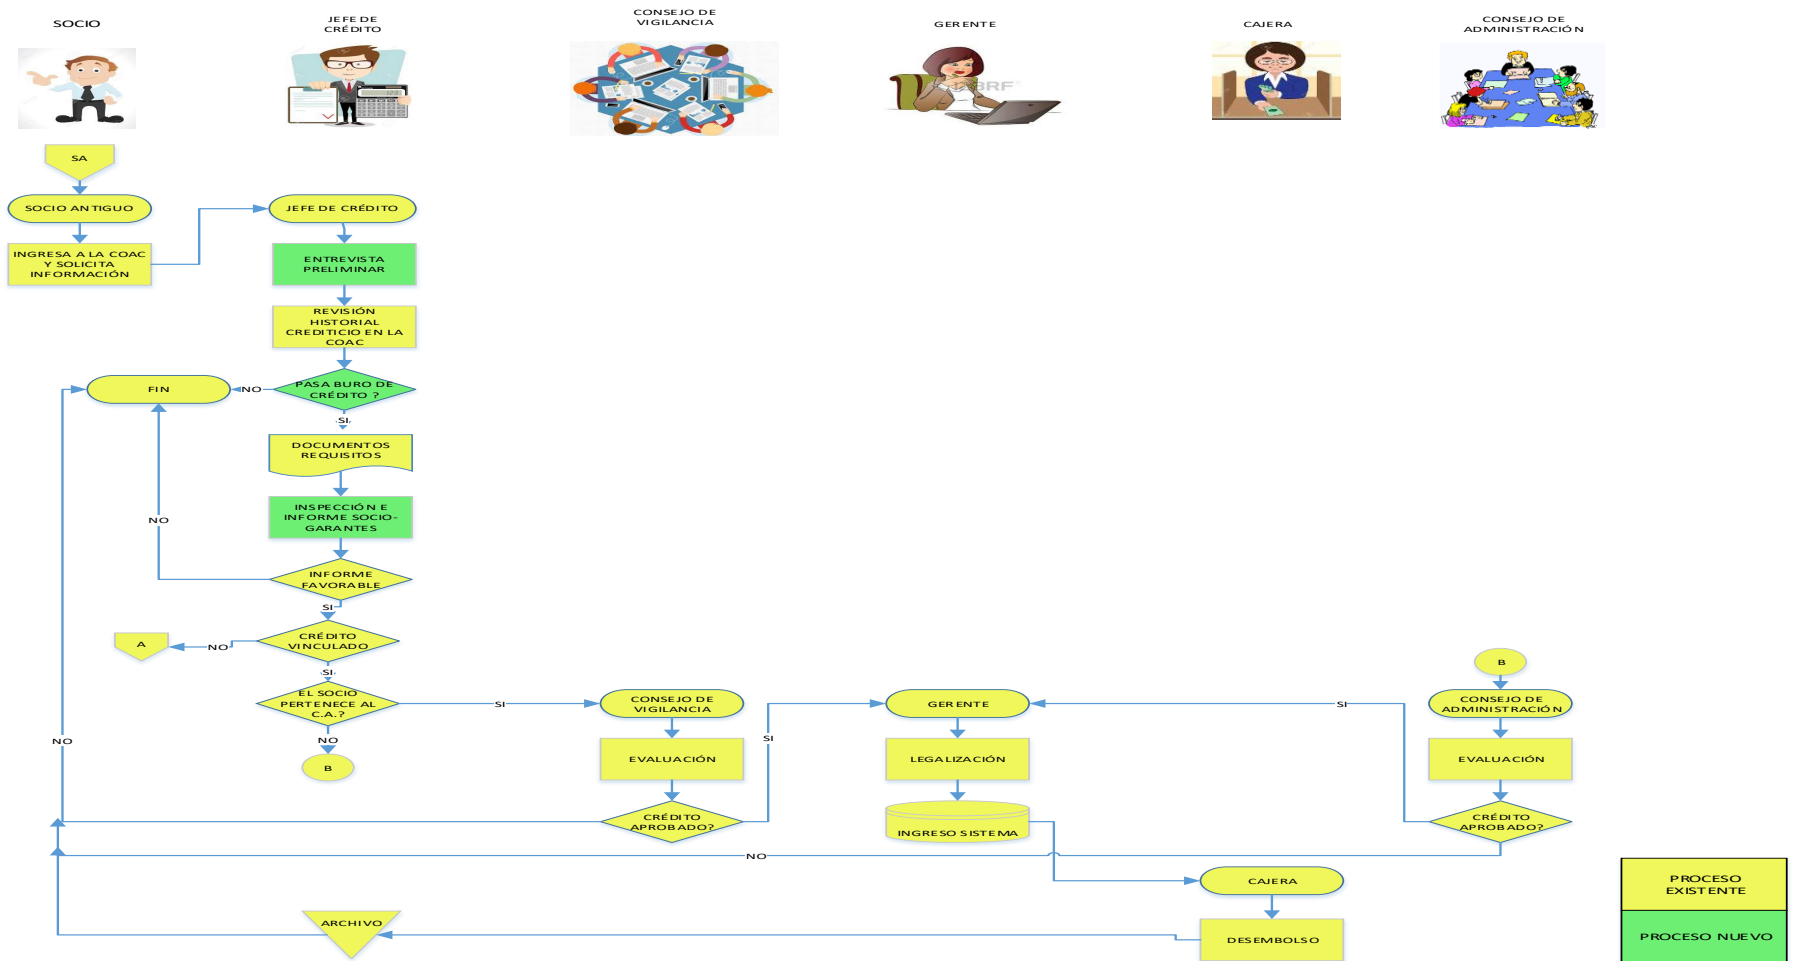 SOCIO
JEFE DE
CRÉDITO
CONSEJO DE
VIGILANCIA
GERENTE
CAJERA
CONSEJO DE
ADMINISTRACIÓN
SA
SOCIO ANTIGUO
JEFE DE CRÉDITO
INGRESA A LA COAC
Y SOLICITA
INFORMACIÓN
ENTREVISTA
PRELIMINAR
REVISIÓN
HISTORIAL
CREDITICIO EN LA
COAC
FIN
NO
PASA BURO DE
CRÉDITO ?
SI
DOCUMENTOS
REQUISITOS
INSPECCIÓN E
INFORME SOCIO-
GARANTES
NO
INFORME
FAVORABLE
SI
A
NO
CRÉDITO
VINCULADO
SI
EL SOCIO
PERTENECE AL
C.A.?
SI
CONSEJO DE
VIGILANCIA
GERENTE
SI
B
CONSEJO DE
ADMINISTRACIÓN
NO
NO
SI
B
EVALUACIÓN
LEGALIZACIÓN
EVALUACIÓN
CRÉDITO
APROBADO?
INGRESO SISTEMA
CRÉDITO
APROBADO?
NO
CAJERA
ARCHIVO
DESEMBOLSO
PROCESO
EXISTENTE
PROCESO NUEVO